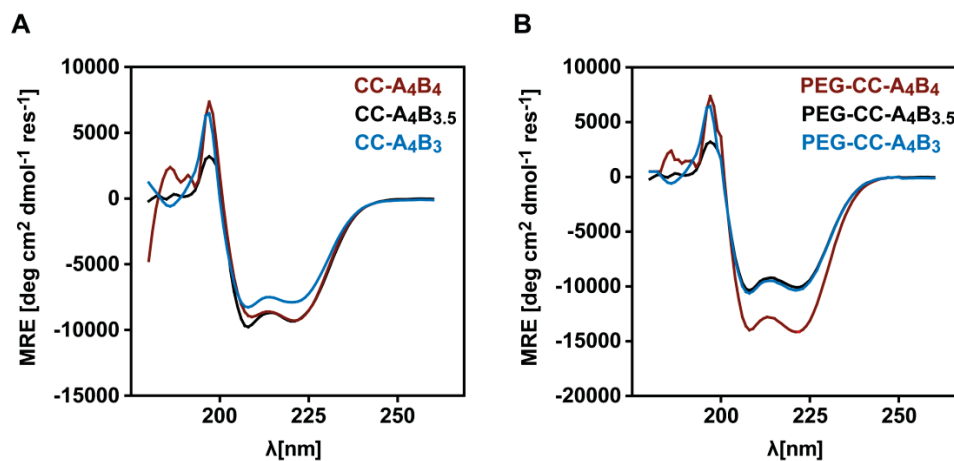 A
B
MRE [deg cm2 dmol-1 res-1]
10000
5000
0
-5000
-10000
-15000
CC-A4B4
CC-A4B3.5
CC-A4B3
200
225
250
λ[nm]
MRE [deg cm2 dmol-1 res-1]
10000
5000
0
-5000
-10000
-15000
-20000
PEG-CC-A4B4
PEG-CC-A4B3.5
PEG-CC-A4B3
200
225
250
λ[nm]